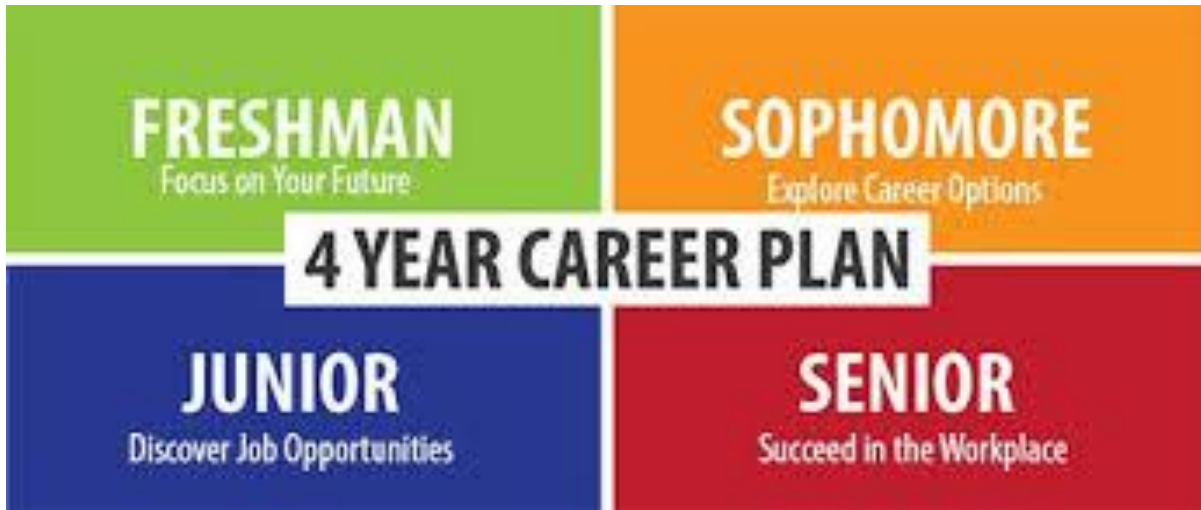 FRESHMAN
Focus on Your Future
SOPHOMORE
Explore Career Options
4 YEAR CAREER PLAN
JUNIOR
Discover Job Opportunities
SENIOR
Succeed in the Workplace